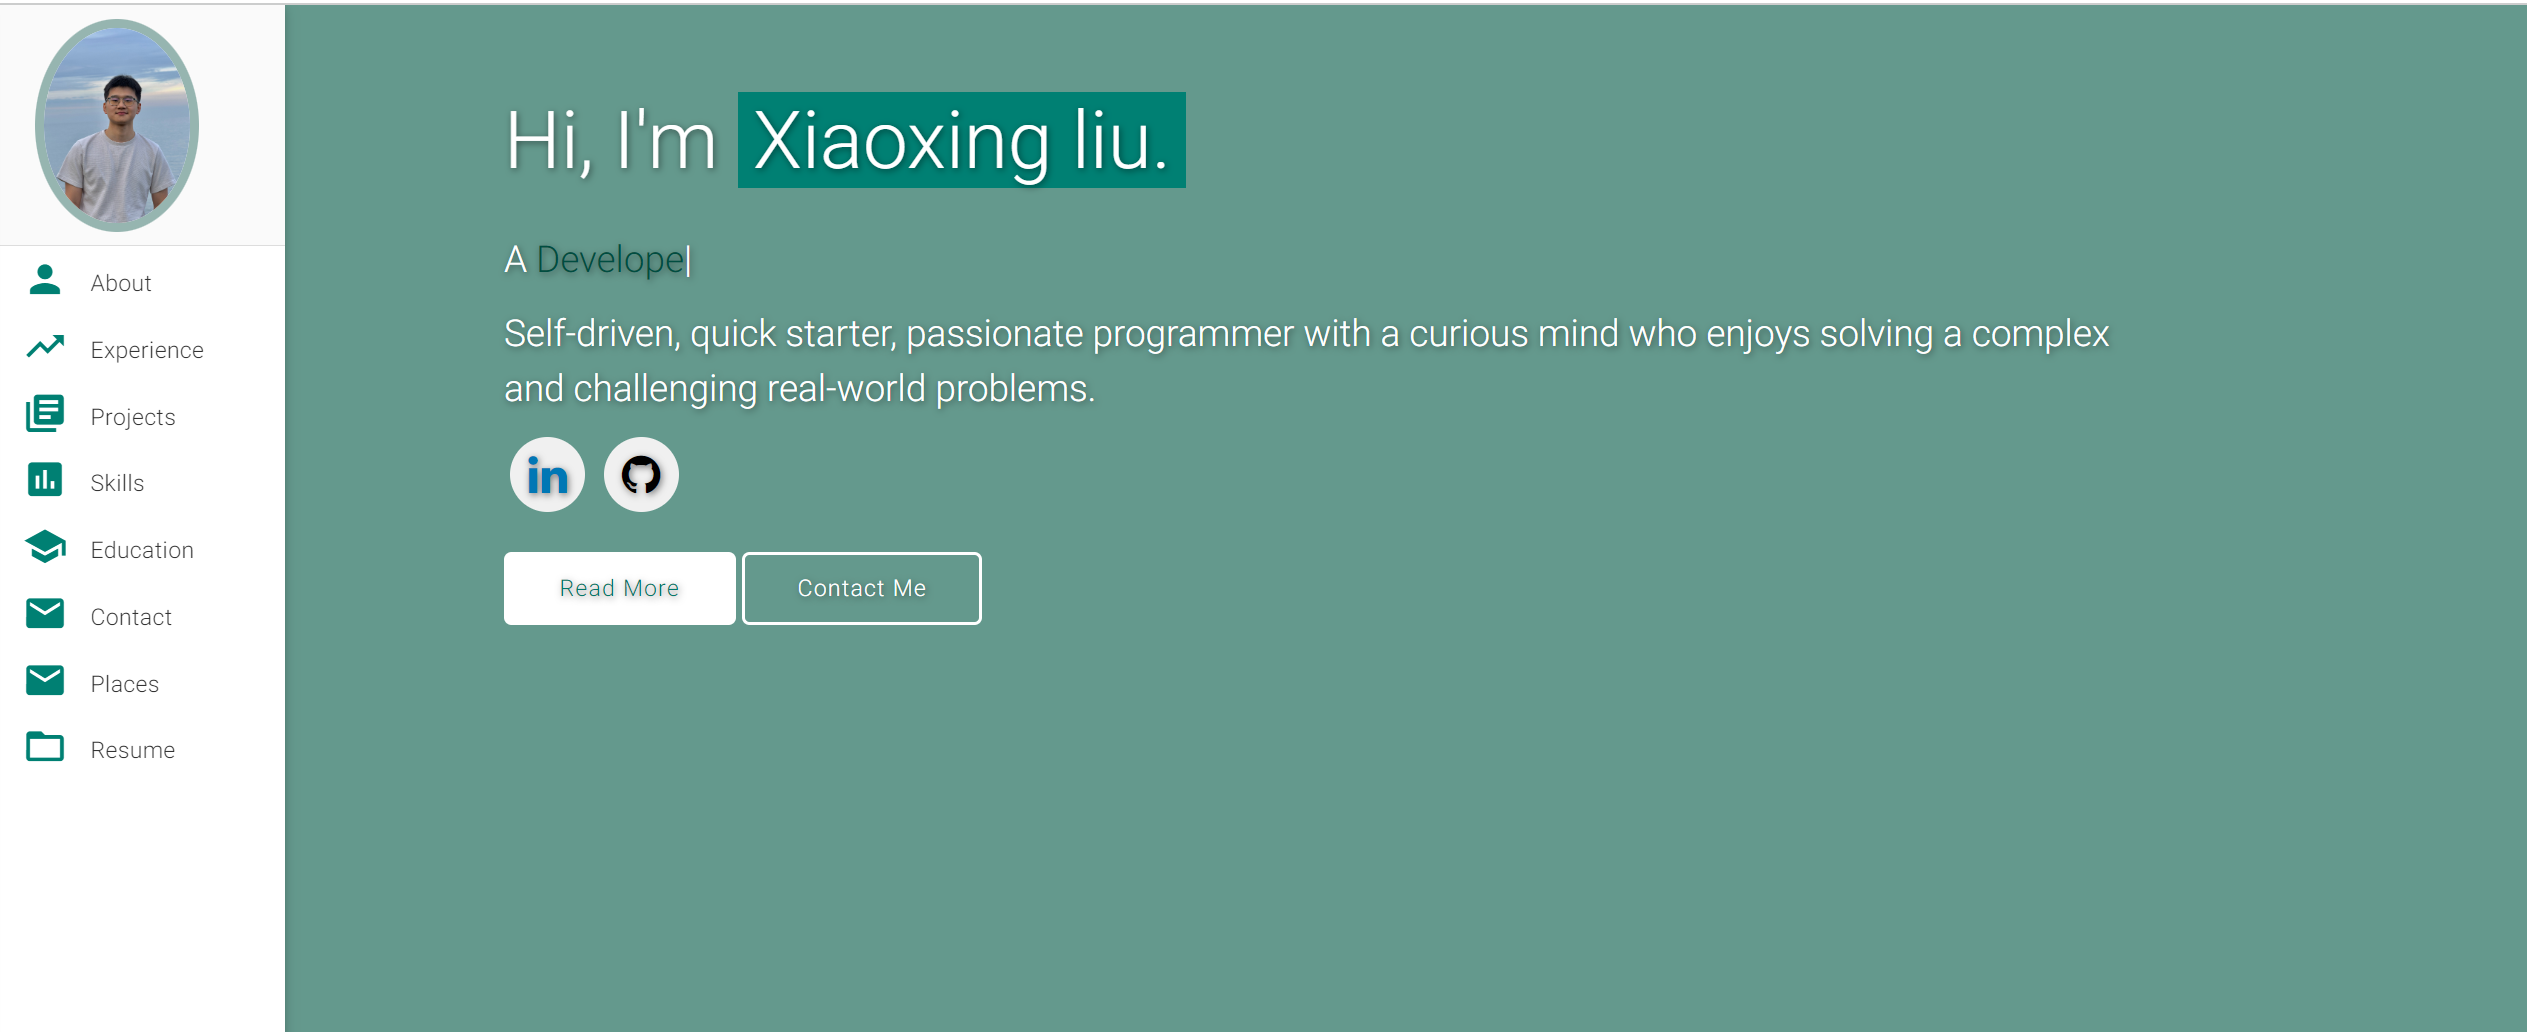 About
Experience
Projects
Skills
Education
Contact
Places
Resume
Hi, I'm Xiaoxing liu.
A Develope|
Self-driven, quick starter, passionate programmer with a curious mind who enjoys solving a complex
and challenging real-world problems.
in
Read More
Contact Me